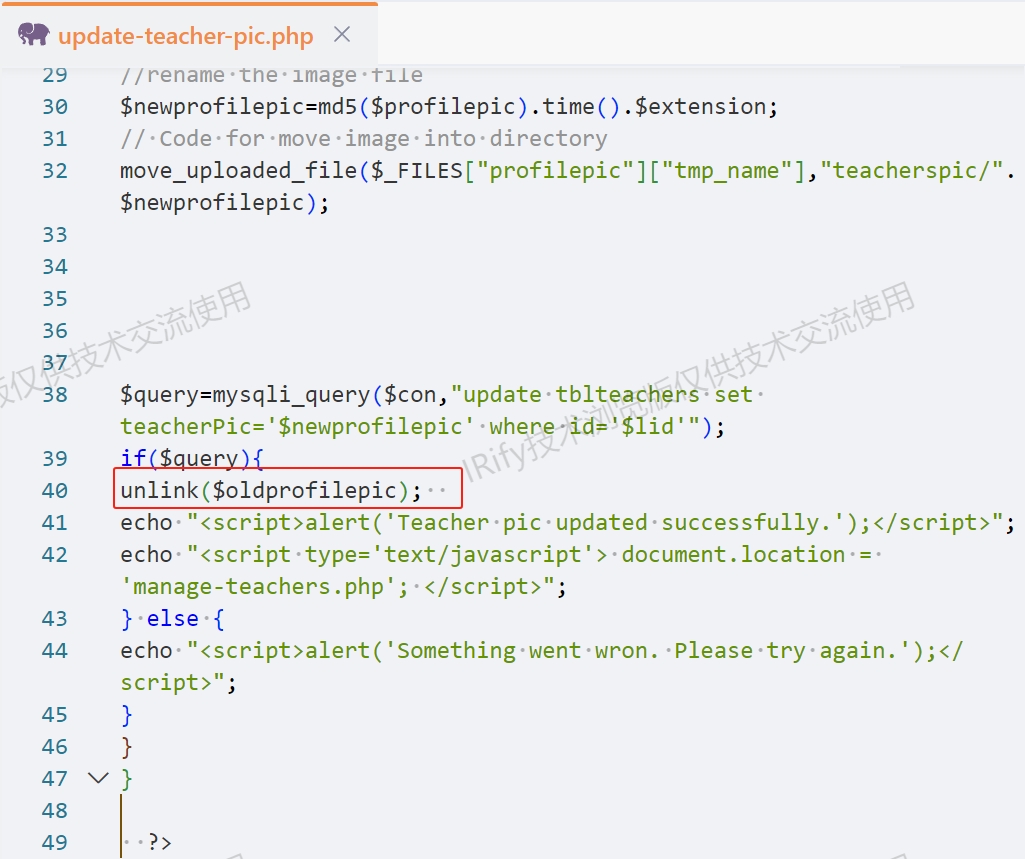 update-teacher-pic.php
29 //rename the image file
30 $newprofilepic=md5($profilepic).time().$extension;
31 // Code for move image into directory
32 move_uploaded_file($_FILES["profilepic"]["tmp_name"],"teacherspic/".
$newprofilepic);
33
34
35
36
37
38 $query=mysqli_query($con,"update tblteachers set
teacherPic='$newprofilepic' where id='$lid'");
39 if($query){
40 unlink($oldprofilepic);
41 echo "<script>alert('Teacher pic updated successfully.');</script>";
42 echo "<script type='text/javascript'> document.location =
'manage-teachers.php'; </script>";
43 } else {
44 echo "<script>alert('Something went wron. Please try again.');</
script>";
45 }
46 }
47 }
48
49 ?>
版仅供技术交流使用
IRify技术浏览版仅供技术交流使用